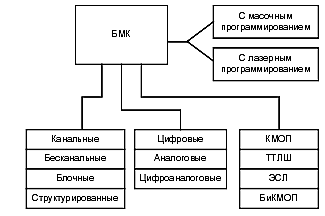 БМК
С масочным
программированием
С лазерным
программированием
Канальные
Бесканальные
Блочные
Структурированные
Цифровые
Аналоговые
Цифроаналоговые
КМОП
ТТЛШ
ЭСЛ
БиКМОП